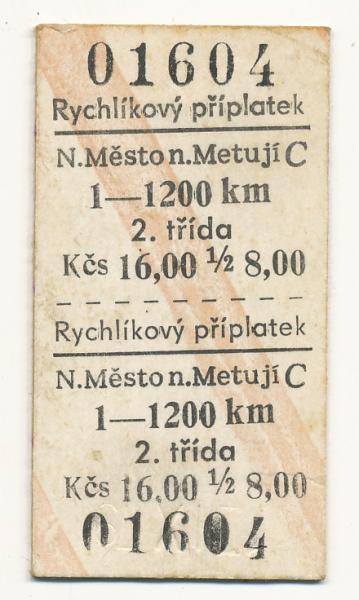 01604
Rychlíkový příplatek
N.Město n.Metují C
1—1200 km
2. třída
Kčs 16,00 ½ 8,00
Rychlíkový příplatek
N.Město n.Metují C
1—1200 km
2. třída
Kčs 16,00 ½ 8,00
01604